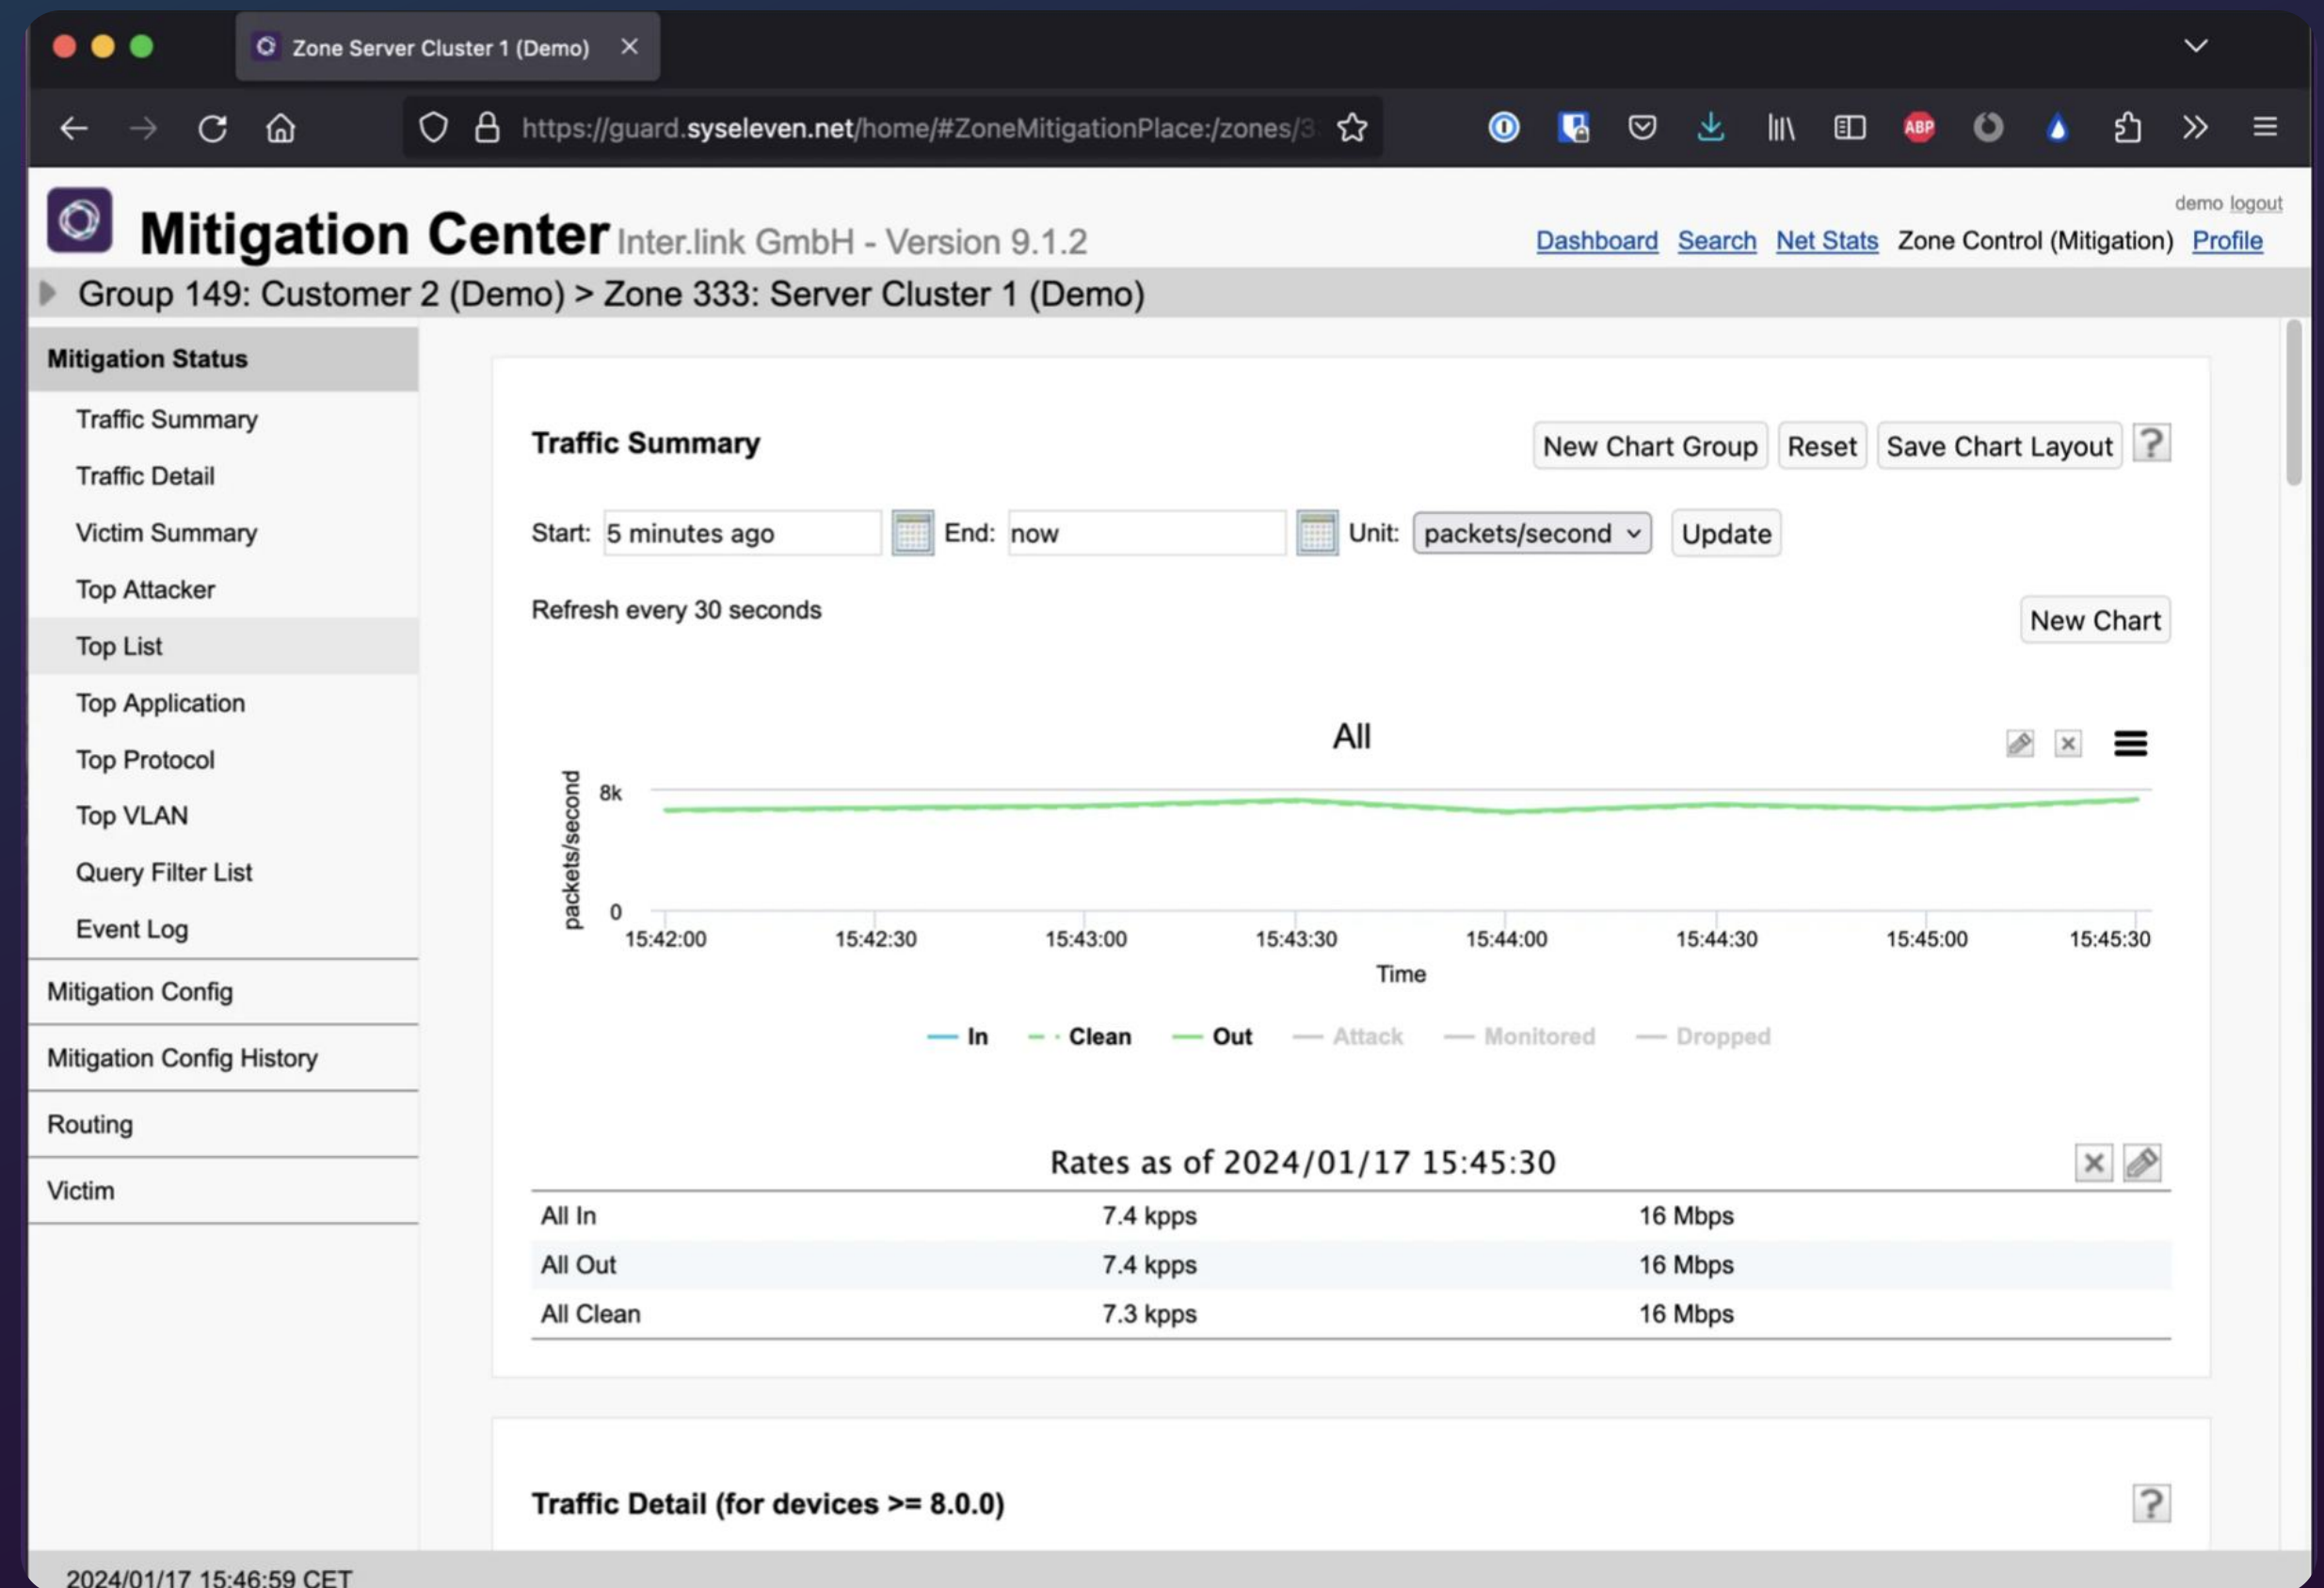 Zone Server Cluster 1 (Demo)
https://guard.syseleven.net/home/#ZoneMitigationPlace:/zones/3
ABP
demo logout
Mitigation Center Inter.link GmbH - Version 9.1.2
Dashboard Search Net Stats Zone Control (Mitigation) Profile
Group 149: Customer 2 (Demo) > Zone 333: Server Cluster 1 (Demo)
Mitigation Status
Traffic Summary
Traffic Detail
Victim Summary
Top Attacker
Top List
Top Application
Top Protocol
Top VLAN
Query Filter List
Event Log
Mitigation Config
Mitigation Config History
Routing
Victim
Traffic Summary
New Chart Group Reset Save Chart Layout ?
Start: 5 minutes ago End: now Unit: packets/second Update
Refresh every 30 seconds
New Chart
All
packets/second
8k
0
15:42:00 15:42:30 15:43:00 15:43:30 15:44:00 15:44:30 15:45:00 15:45:30
Time
In Clean Out Attack Monitored Dropped
Rates as of 2024/01/17 15:45:30
All In 7.4 kpps 16 Mbps
All Out 7.4 kpps 16 Mbps
All Clean 7.3 kpps 16 Mbps
Traffic Detail (for devices >= 8.0.0) ?
2024/01/17 15:46:59 CET